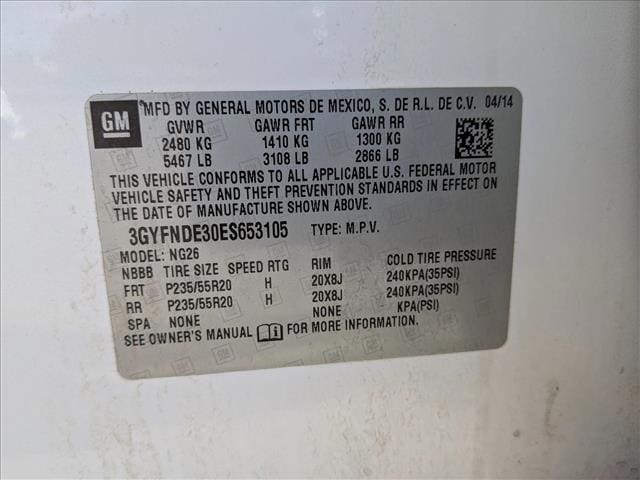 GM MFD BY GENERAL MOTORS DE MEXICO, S. DE R.L. DE C.V. 04/14
GVWR GAWR FRT GAWR RR
2480 KG 1410 KG 1300 KG
5467 LB 3108 LB 2866 LB
THIS VEHICLE CONFORMS TO ALL APPLICABLE U.S. FEDERAL MOTOR
VEHICLE SAFETY AND THEFT PREVENTION STANDARDS IN EFFECT ON
THE DATE OF MANUFACTURE SHOWN ABOVE.
3GYFNDE30ES653105 TYPE: M.P.V.
MODEL: NG26
NBBB TIRE SIZE SPEED RTG RIM COLD TIRE PRESSURE
FRT P235/55R20 H 20X8J 240KPA(35PSI)
RR P235/55R20 H 20X8J 240KPA(35PSI)
SPA NONE NONE KPA(PSI)
SEE OWNER'S MANUAL FOR MORE INFORMATION.